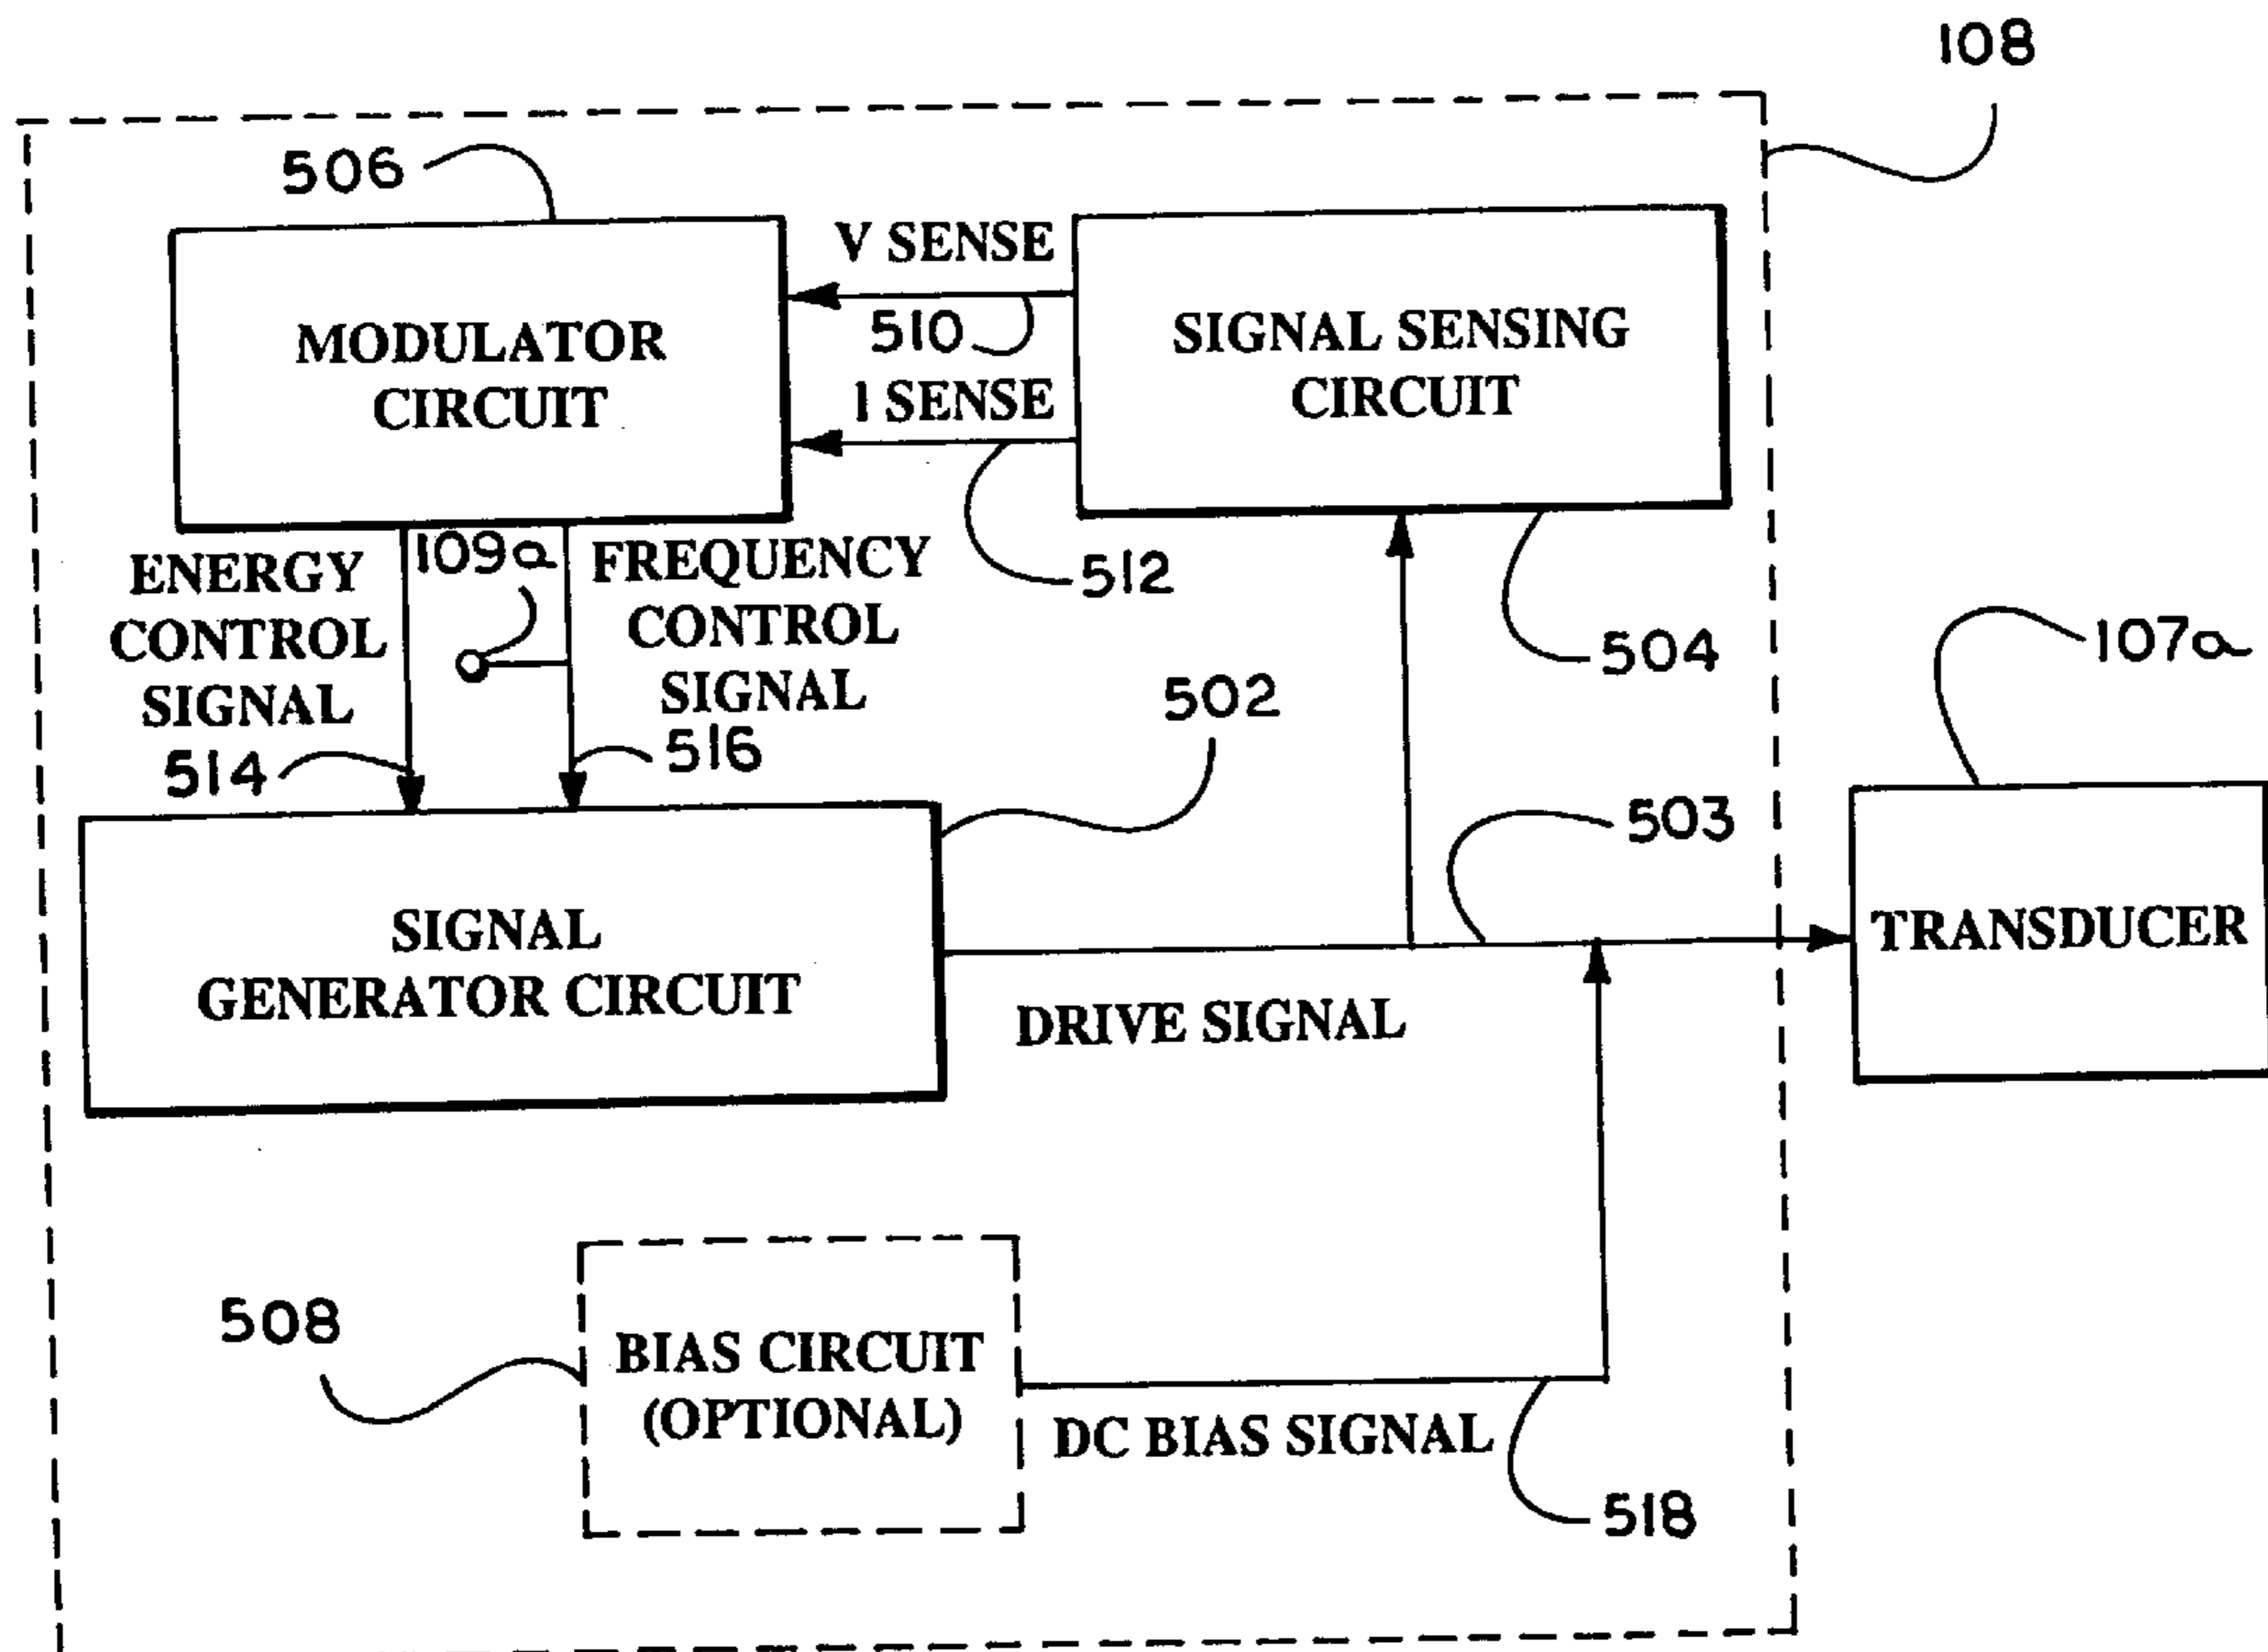 108
506
V SENSE
MODULATOR
CIRCUIT
510
I SENSE
SIGNAL SENSING
CIRCUIT
512
504
107a
ENERGY
CONTROL
SIGNAL
514
109a
FREQUENCY
CONTROL
SIGNAL
516
502
503
SIGNAL
GENERATOR CIRCUIT
DRIVE SIGNAL
TRANSDUCER
508
BIAS CIRCUIT
(OPTIONAL)
DC BIAS SIGNAL
518